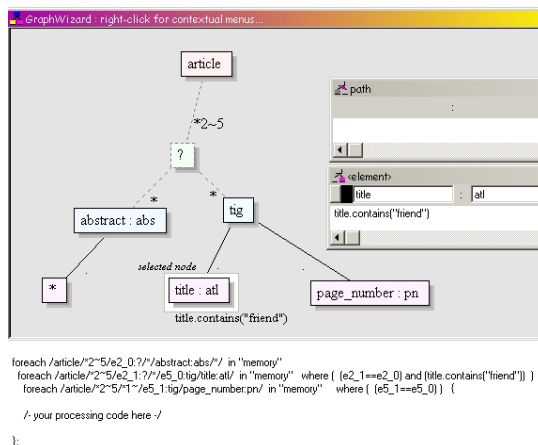 GraphWizard : right-click for contextual menus...
article
path
:
*2~5
?
<element>
title : atl
title.contains("friend")
*
*
abstract : abs
tig
selected node
*
title : atl
page_number : pn
title.contains("friend")
foreach /article/*2~5/e2_0:?/*/abstract:abs/*/ in "memory"
foreach /article/*2~5/e2_1:?/*/e5_0:tig/title:atl/ in "memory" where ( (e2_1==e2_0) and (title.contains("friend")) )
foreach /article/*2~5/*1~/e5_1:tig/page_number:pn/ in "memory" where ( (e5_1==e5_0) ) {
/- your processing code here -/
};